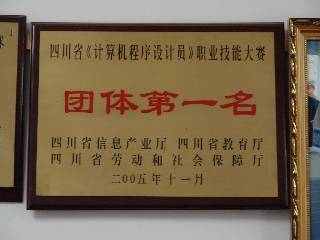 四川省《计算机程序设计员》职业技能大赛
团体第一名
四川省信息产业厅 四川省教育厅
四川省劳动和社会保障厅
二00五年十一月